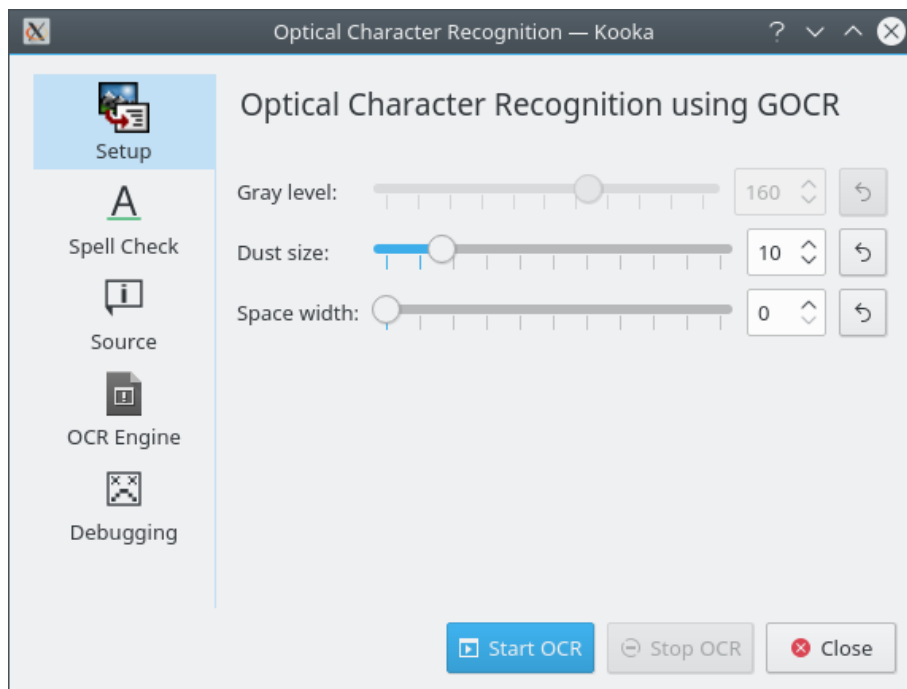 Optical Character Recognition — Kooka
Setup
Spell Check
Source
OCR Engine
Debugging
Optical Character Recognition using GOCR
Gray level: 160
Dust size: 10
Space width: 0
Start OCR Stop OCR Close